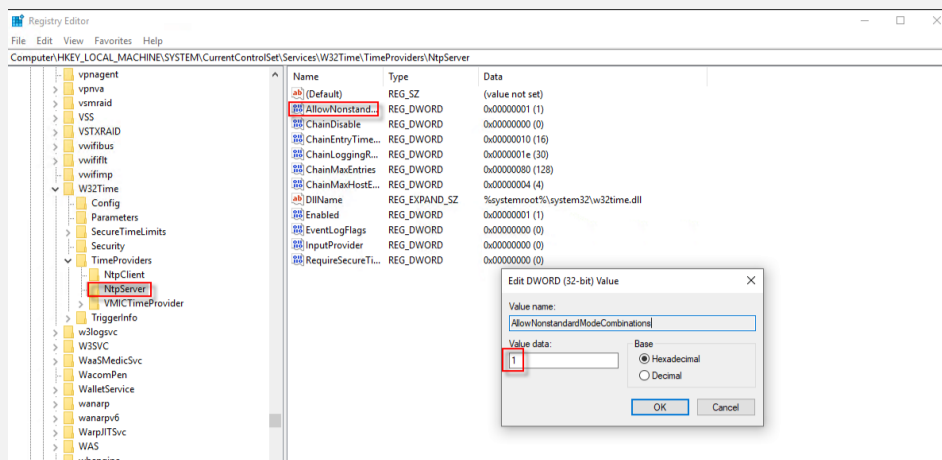 Registry Editor
File Edit View Favorites Help
Computer\HKEY_LOCAL_MACHINE\SYSTEM\CurrentControlSet\Services\W32Time\TimeProviders\NtpServer
vpnagent
vpnva
vsmraid
VSS
VSTXRAID
vwifibus
vwififlt
vwifimp
W32Time
Config
Parameters
SecureTimeLimits
Security
TimeProviders
NtpClient
NtpServer
VMICTimeProvider
TriggerInfo
w3logsvc
W3SVC
WaaSMedicSvc
WacomPen
WalletService
wanarp
wanarpv6
WarpJITSvc
WAS
Name Type Data
(Default) REG_SZ (value not set)
AllowNonstand... REG_DWORD 0x00000001 (1)
ChainDisable REG_DWORD 0x00000000 (0)
ChainEntryTime... REG_DWORD 0x00000010 (16)
ChainLoggingR... REG_DWORD 0x0000001e (30)
ChainMaxEntries REG_DWORD 0x00000080 (128)
ChainMaxHostE... REG_DWORD 0x00000004 (4)
DllName REG_EXPAND_SZ %systemroot%\system32\w32time.dll
Enabled REG_DWORD 0x00000001 (1)
EventLogFlags REG_DWORD 0x00000000 (0)
InputProvider REG_DWORD 0x00000000 (0)
RequireSecureTi... REG_DWORD 0x00000000 (0)
Edit DWORD (32-bit) Value
Value name:
AllowNonstandardModeCombinations
Value data:
1
Base
Hexadecimal
Decimal
OK Cancel